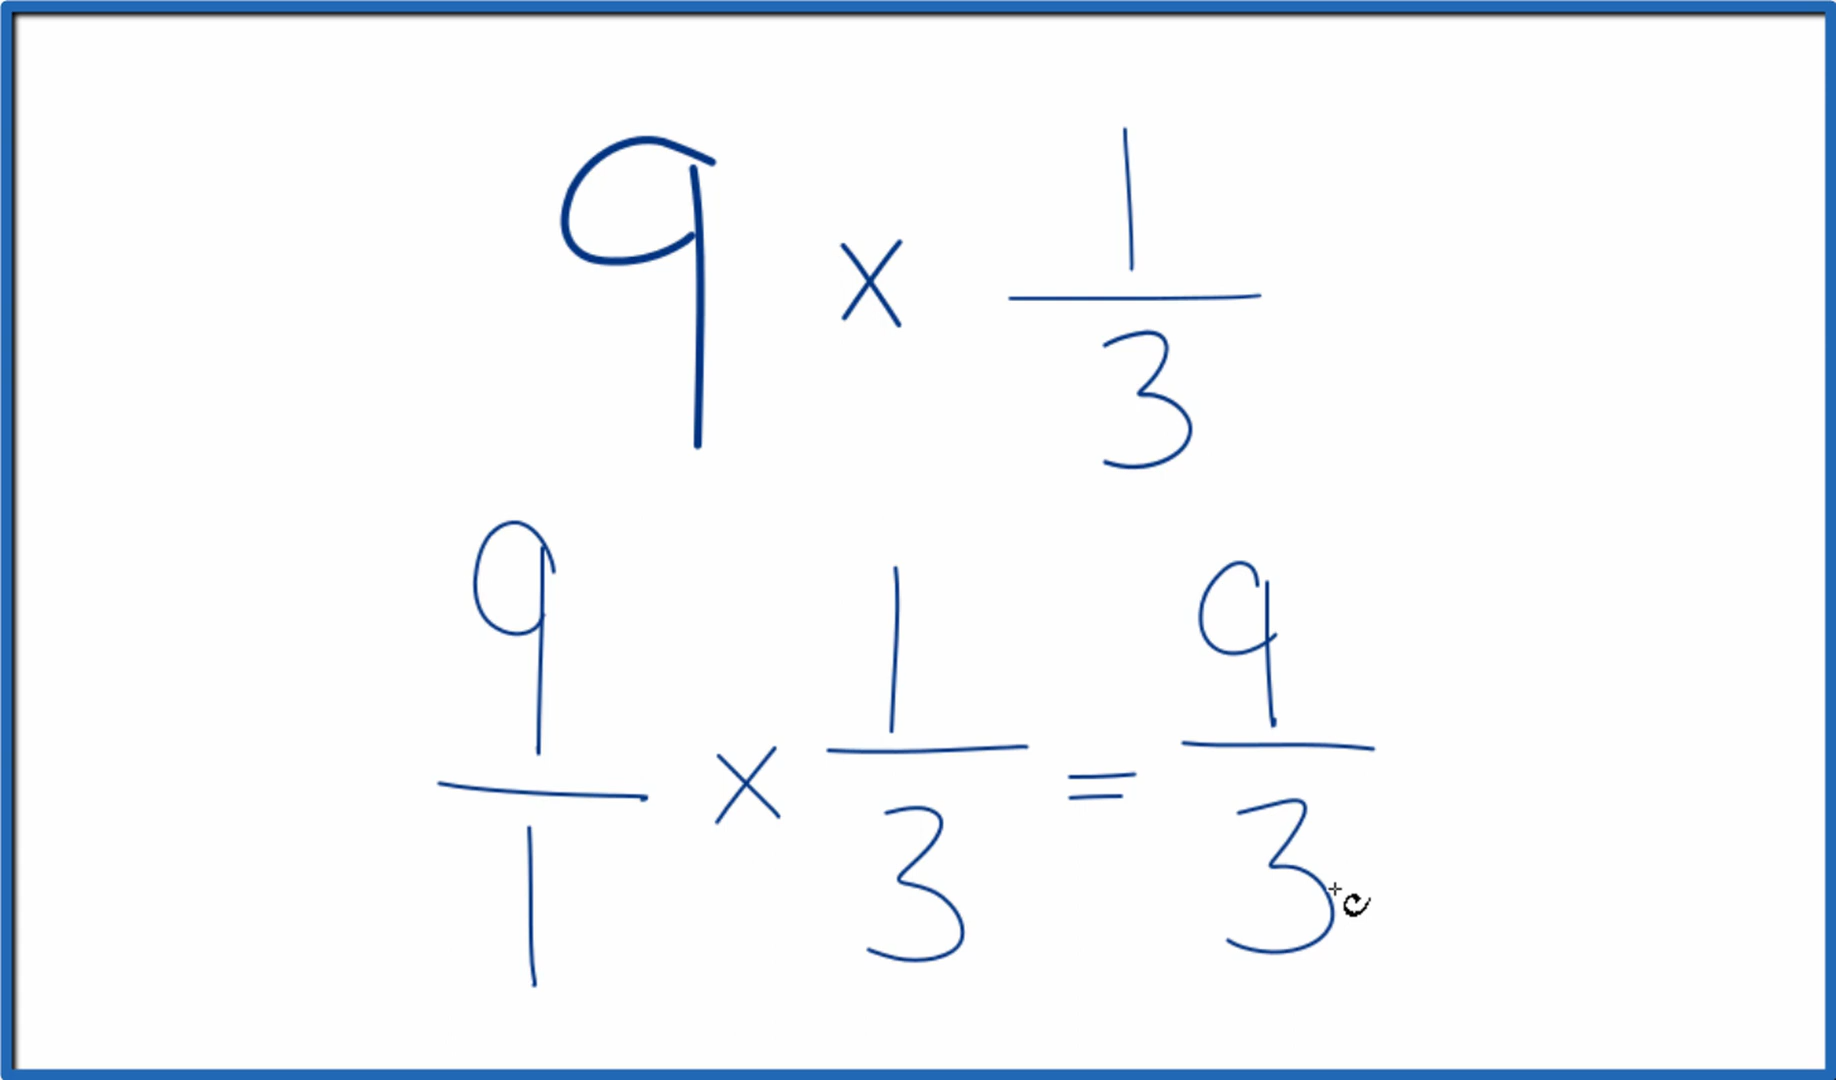 9 × 1/3
9/1 × 1/3 = 9/3